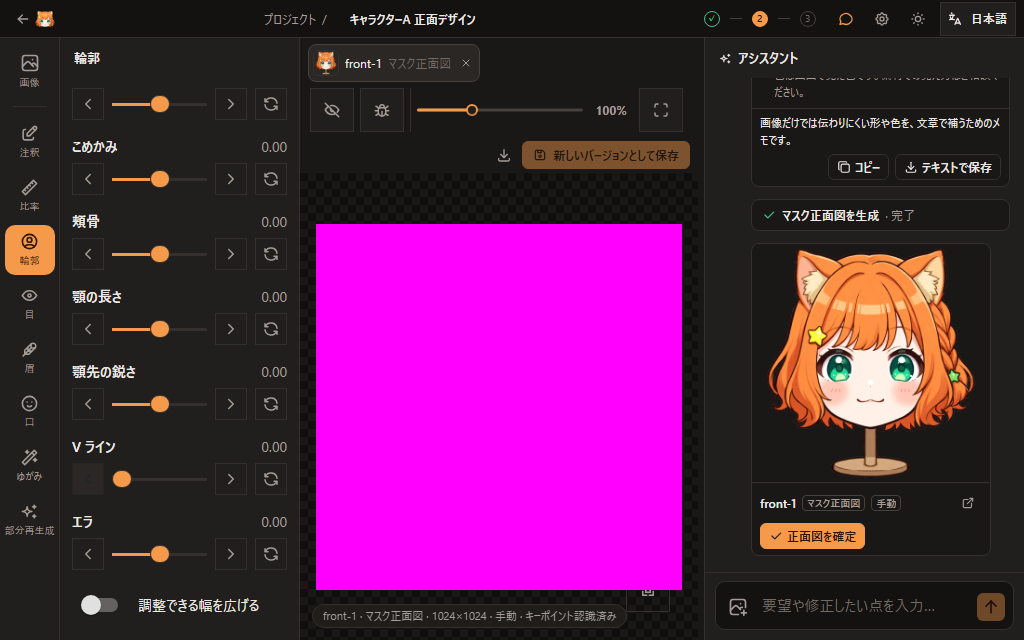 プロジェクト /
キャラクターA 正面デザイン
2
3
日本語
画像
注釈
比率
輪郭
目
眉
口
ゆがみ
部分再生成
輪郭
こめかみ 0.00
頬骨 0.00
顎の長さ 0.00
顎先の鋭さ 0.00
V ライン 0.00
エラ 0.00
調整できる幅を広げる
front-1 マスク正面図
100%
新しいバージョンとして保存
front-1・マスク正面図・1024×1024・手動・キーポイント認識済み
アシスタント
ださい。
画像だけでは伝わりにくい形や色を、文章で補うためのメ
モです。
コピー
テキストで保存
マスク正面図を生成 · 完了
front-1 マスク正面図 手動
正面図を確定
要望や修正したい点を入力...